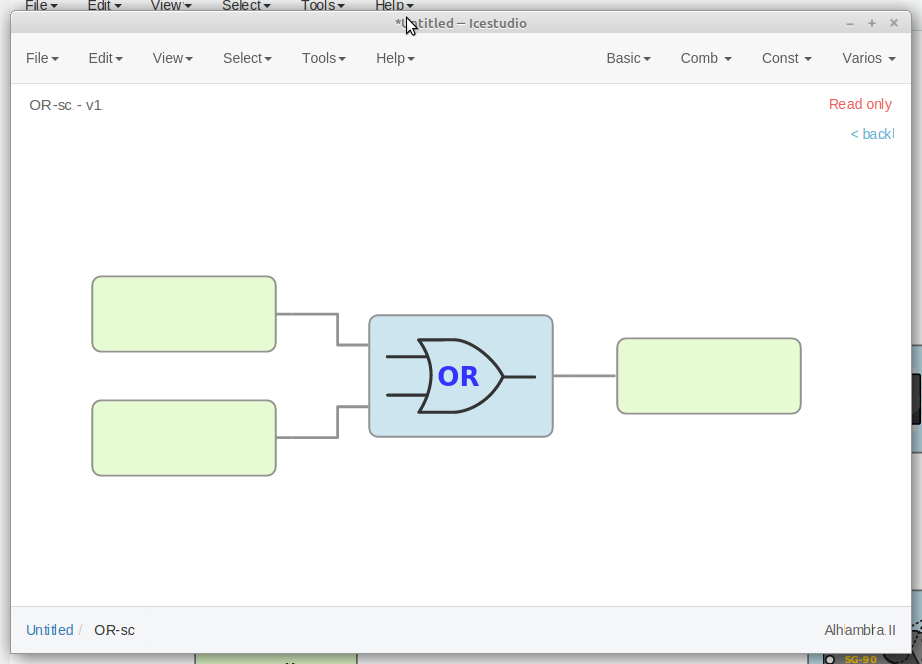 File Edit View Select Tools Help
*Untitled – Icestudio
File Edit View Select Tools Help Basic Comb Const Varios
OR-sc - v1
Read only
< back
OR
Untitled / OR-sc
Alhambra II
SG-90